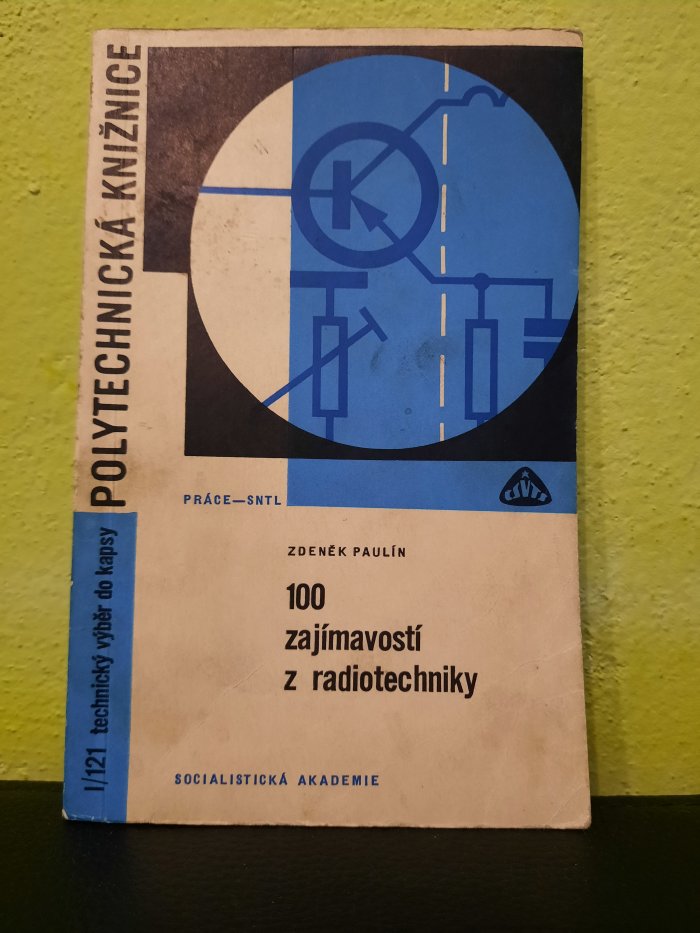 POLYTECHNICKÁ KNIŽNICE
I/121 technický výběr do kapsy
PRÁCE—SNTL
ZDENĚK PAULÍN
100
zajímavostí
z radiotechniky
SOCIALISTICKÁ AKADEMIE